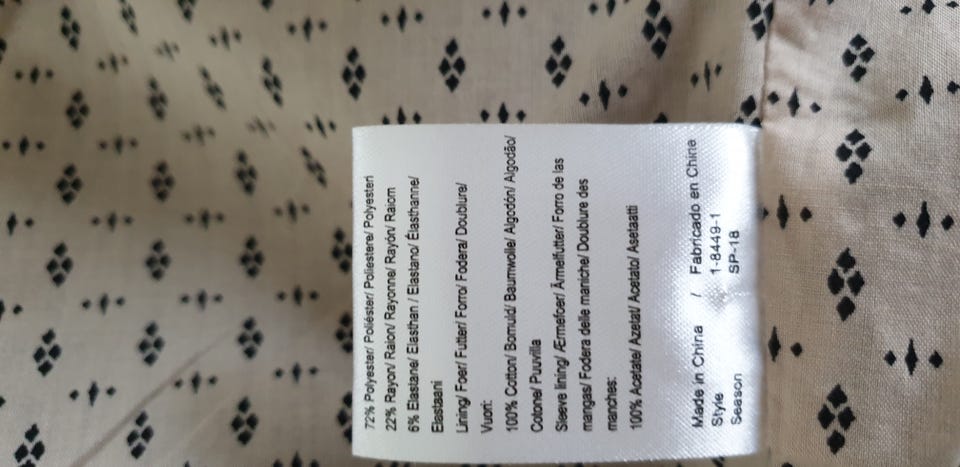 72% Polyester/ Poliéster/ Poliestere/ Polyesteri
22% Rayon/ Raion/ Rayonne/ Rayón/ Raiom
6% Elastane/ Elasthan / Elastano/ Élasthanne/
Elastaani
Lining/ Foer/ Futter/ Forro/ Fodera/ Doublure/
Vuori:
100% Cotton/ Bomuld/ Baumwolle/ Algodón/ Algodão/
Cotone/ Puuvilla
Sleeve lining/ Ærmefoer/ Ärmelfutter/ Forro de las
mangas/ Fodera delle maniche/ Doublure des
manches:
100% Acetate/ Azetat/ Acetato/ Asetaatti
Made in China / Fabricado en Chine
Style 1-8449-1
Season SP-18